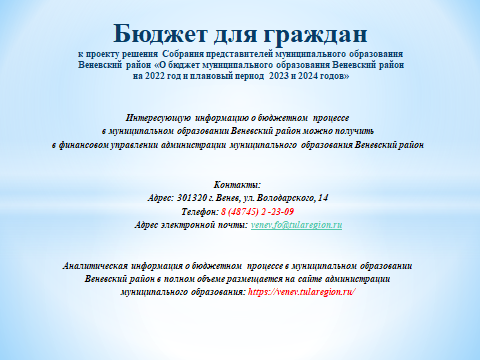 Бюджет для граждан
к проекту решения Собрания представителей муниципального образования
Веневский район «О бюджет муниципального образования Веневский район
на 2022 год и плановый период 2023 и 2024 годов»
Интересующую информацию о бюджетном процессе
в муниципальном образовании Веневский район можно получить
в финансовом управлении администрации муниципального образования Веневский район
Контакты:
Адрес: 301320 г. Венев, ул. Володарского, 14
Телефон: 8 (48745) 2 -23-09
Адрес электронной почты: venev.fo@tularegion.ru
Аналитическая информация о бюджетном процессе в муниципальном образовании
Веневский район в полном объеме размещается на сайте администрации
муниципального образования: https://venev.tularegion.ru/